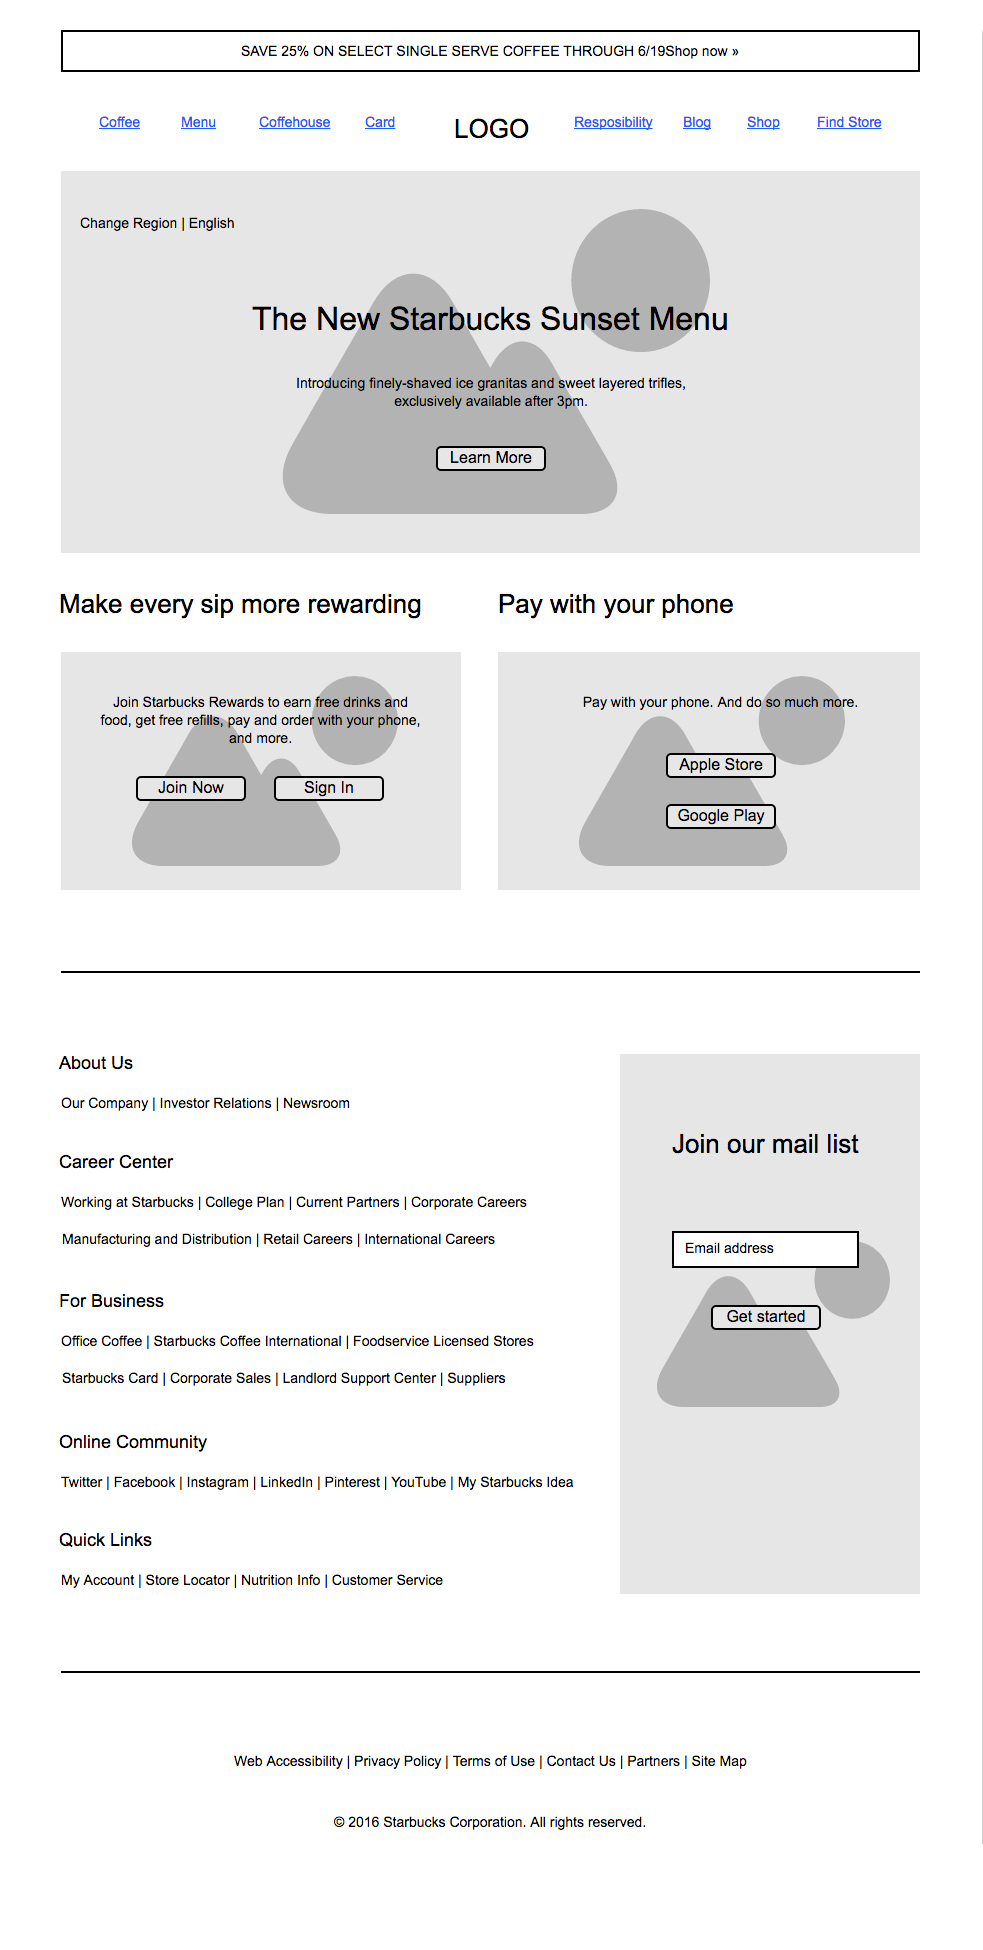 SAVE 25% ON SELECT SINGLE SERVE COFFEE THROUGH 6/19Shop now »
Coffee Menu Coffehouse Card LOGO Resposibility Blog Shop Find Store
Change Region | English
The New Starbucks Sunset Menu
Introducing finely-shaved ice granitas and sweet layered trifles,
exclusively available after 3pm.
Learn More
Make every sip more rewarding
Join Starbucks Rewards to earn free drinks and
food, get free refills, pay and order with your phone,
and more.
Join Now Sign In
Pay with your phone
Pay with your phone. And do so much more.
Apple Store
Google Play
About Us
Our Company | Investor Relations | Newsroom
Career Center
Working at Starbucks | College Plan | Current Partners | Corporate Careers
Manufacturing and Distribution | Retail Careers | International Careers
For Business
Office Coffee | Starbucks Coffee International | Foodservice Licensed Stores
Starbucks Card | Corporate Sales | Landlord Support Center | Suppliers
Online Community
Twitter | Facebook | Instagram | LinkedIn | Pinterest | YouTube | My Starbucks Idea
Quick Links
My Account | Store Locator | Nutrition Info | Customer Service
Join our mail list
Email address
Get started
Web Accessibility | Privacy Policy | Terms of Use | Contact Us | Partners | Site Map
© 2016 Starbucks Corporation. All rights reserved.